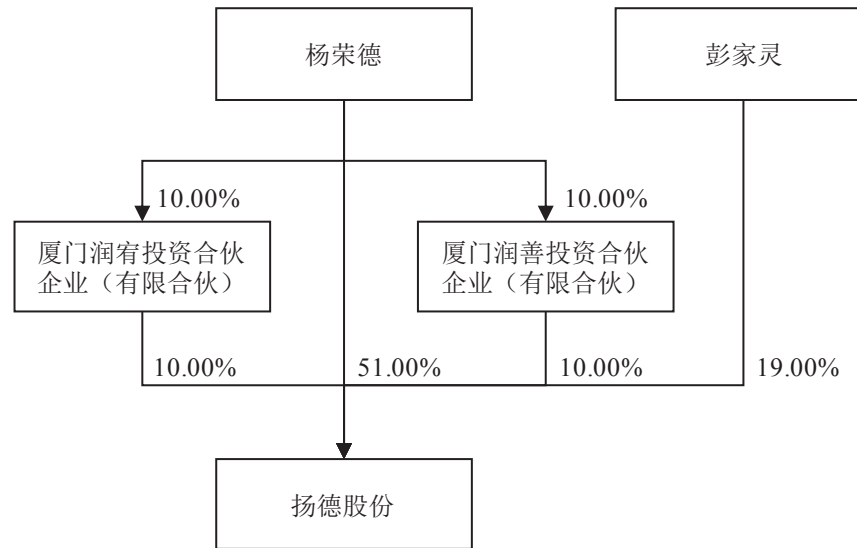 杨荣德
彭家灵
10.00%
10.00%
厦门润宥投资合伙
企业（有限合伙）
厦门润善投资合伙
企业（有限合伙）
10.00%
51.00%
10.00%
19.00%
扬德股份